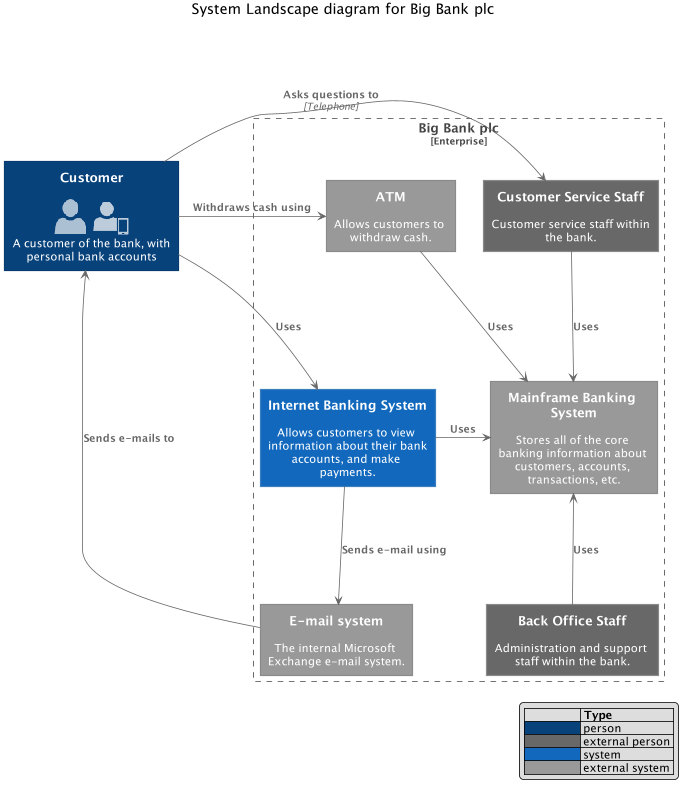 System Landscape diagram for Big Bank plc
Asks questions to
[Telephone]
Big Bank plc
[Enterprise]
Customer
A customer of the bank, with
personal bank accounts
Withdraws cash using
ATM
Allows customers to
withdraw cash.
Customer Service Staff
Customer service staff within
the bank.
Uses
Uses
Uses
Internet Banking System
Allows customers to view
information about their bank
accounts, and make
payments.
Uses
Mainframe Banking
System
Stores all of the core
banking information about
customers, accounts,
transactions, etc.
Sends e-mails to
Sends e-mail using
Uses
E-mail system
The internal Microsoft
Exchange e-mail system.
Back Office Staff
Administration and support
staff within the bank.
Type
person
external person
system
external system